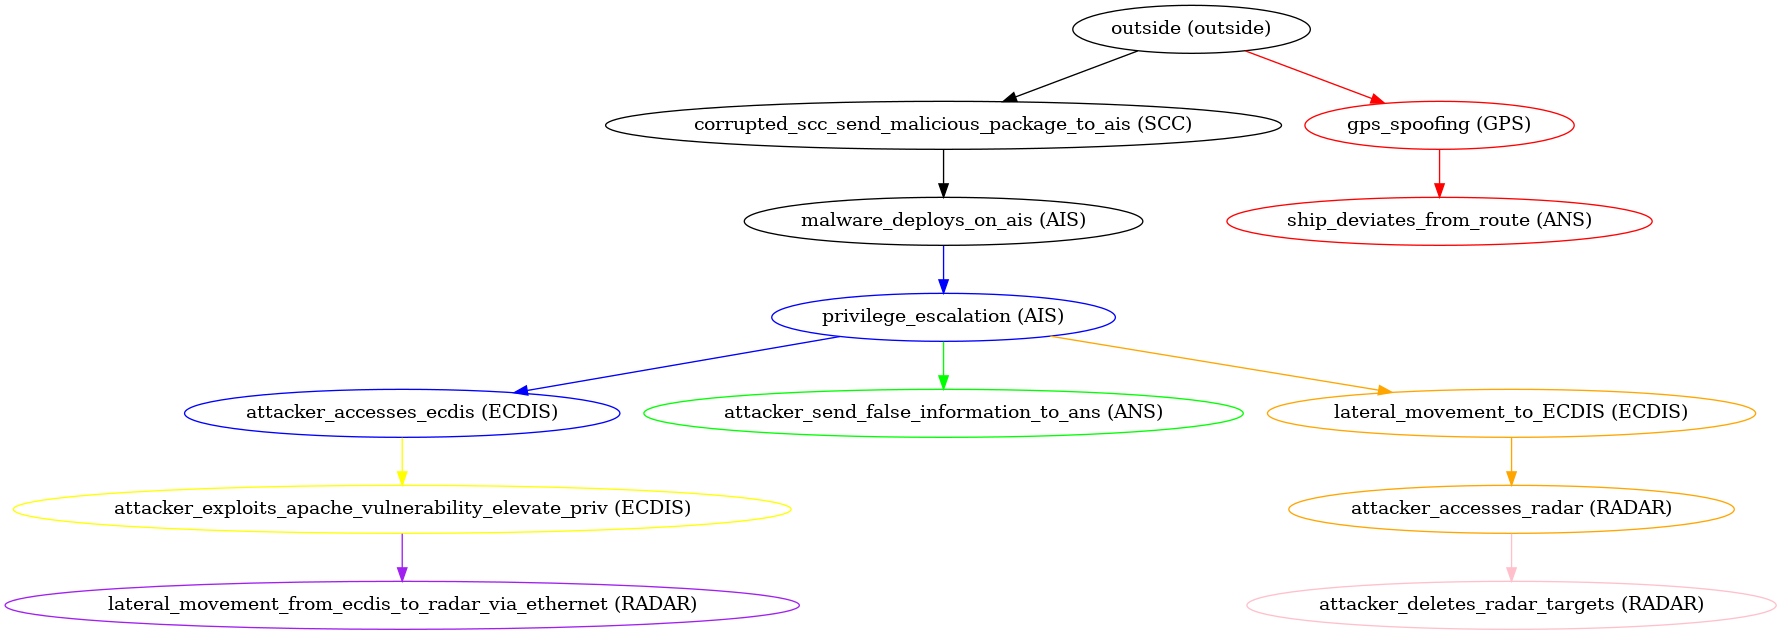 outside (outside)
corrupted_scc_send_malicious_package_to_ais (SCC)
gps_spoofing (GPS)
malware_deploys_on_ais (AIS)
ship_deviates_from_route (ANS)
privilege_escalation (AIS)
attacker_accesses_ecdis (ECDIS)
attacker_send_false_information_to_ans (ANS)
lateral_movement_to_ECDIS (ECDIS)
attacker_exploits_apache_vulnerability_elevate_priv (ECDIS)
attacker_accesses_radar (RADAR)
lateral_movement_from_ecdis_to_radar_via_ethernet (RADAR)
attacker_deletes_radar_targets (RADAR)